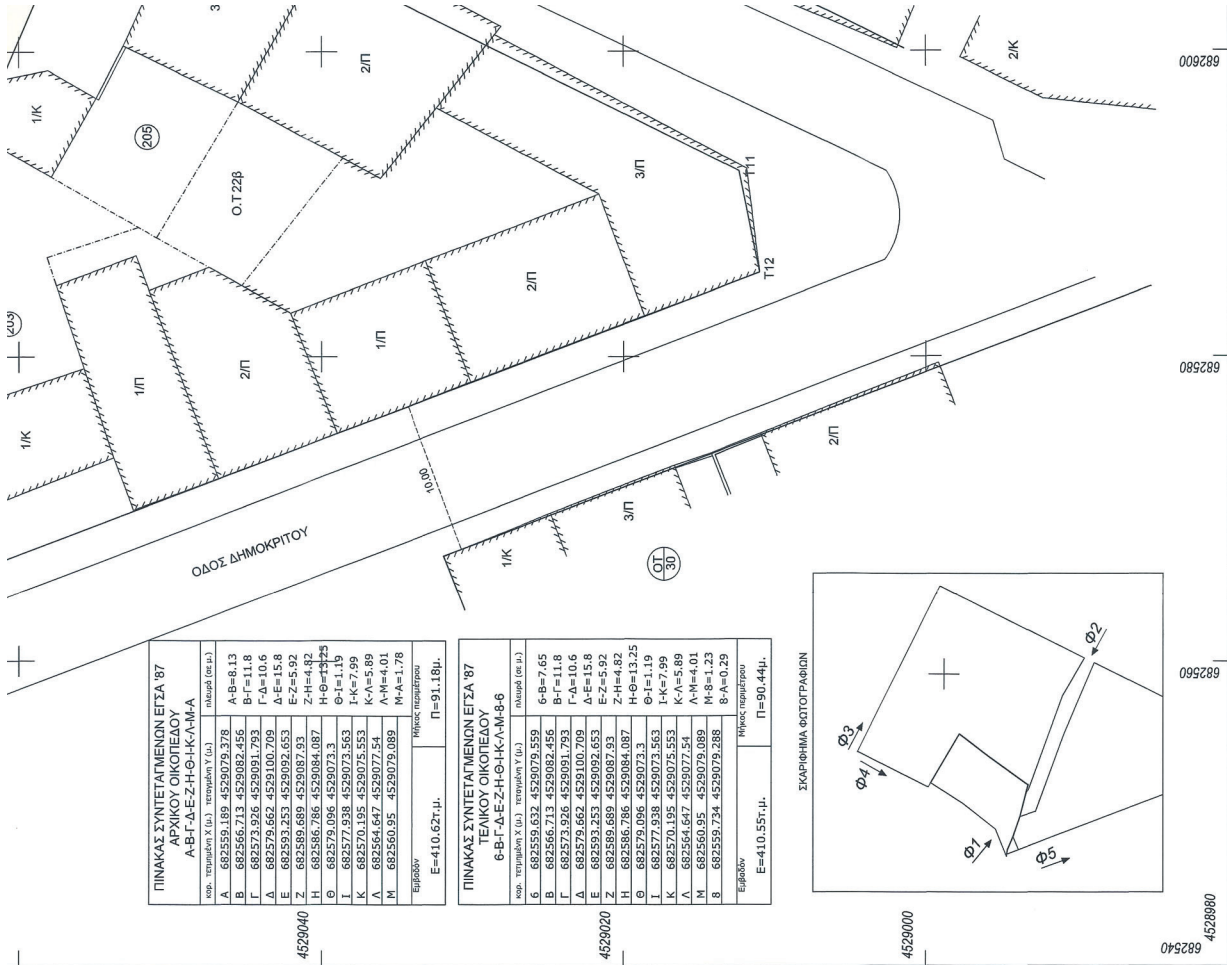 1/Κ
205
3
2/Π
2/Κ
Ο.Τ 22β
3/Π
T11
T12
1/Κ
1/Π
2/Π
1/Π
2/Π
10.00
ΟΔΟΣ ΔΗΜΟΚΡΙΤΟΥ
1/Κ
3/Π
2/Π
ΟΤ
30
ΠΙΝΑΚΑΣ ΣΥΝΤΕΤΑΓΜΕΝΩΝ ΕΓΣΑ '87
ΑΡΧΙΚΟΥ ΟΙΚΟΠΕΔΟΥ
Α-Β-Γ-Δ-Ε-Ζ-Η-Θ-Ι-Κ-Λ-Μ-Α
κορ. τετμημένη Χ (μ.) τεταγμένη Υ (μ.) πλευρά (σε μ.)
Α 682559.189 4529079.378 Α-Β=8.13
Β 682566.713 4529082.456 Β-Γ=11.8
Γ 682573.926 4529091.793 Γ-Δ=10.6
Δ 682579.662 4529100.709 Δ-Ε=15.8
Ε 682593.253 4529092.653 Ε-Ζ=5.92
Ζ 682589.689 4529087.93 Ζ-Η=4.82
Η 682586.786 4529084.087 Η-Θ=13.25
Θ 682579.096 4529073.3 Θ-Ι=1.19
Ι 682577.938 4529073.563 Ι-Κ=7.99
Κ 682570.195 4529075.553 Κ-Λ=5.89
Λ 682564.647 4529077.54 Λ-Μ=4.01
Μ 682560.95 4529079.089 Μ-Α=1.78
Εμβαδόν Μήκος περιμέτρου
Ε=410.62τ.μ. Π=91.18μ.
ΠΙΝΑΚΑΣ ΣΥΝΤΕΤΑΓΜΕΝΩΝ ΕΓΣΑ '87
ΤΕΛΙΚΟΥ ΟΙΚΟΠΕΔΟΥ
6-Β-Γ-Δ-Ε-Ζ-Η-Θ-Ι-Κ-Λ-Μ-8-6
κορ. τετμημένη Χ (μ.) τεταγμένη Υ (μ.) πλευρά (σε μ.)
6 682559.632 4529079.559 6-Β=7.65
Β 682566.713 4529082.456 Β-Γ=11.8
Γ 682573.926 4529091.793 Γ-Δ=10.6
Δ 682579.662 4529100.709 Δ-Ε=15.8
Ε 682593.253 4529092.653 Ε-Ζ=5.92
Ζ 682589.689 4529087.93 Ζ-Η=4.82
Η 682586.786 4529084.087 Η-Θ=13.25
Θ 682579.096 4529073.3 Θ-Ι=1.19
Ι 682577.938 4529073.563 Ι-Κ=7.99
Κ 682570.195 4529075.553 Κ-Λ=5.89
Λ 682564.647 4529077.54 Λ-Μ=4.01
Μ 682560.95 4529079.089 Μ-8=1.23
8 682559.734 4529079.288 8-Α=0.29
Εμβαδόν Μήκος περιμέτρου
Ε=410.55τ.μ. Π=90.44μ.
ΣΚΑΡΙΦΗΜΑ ΦΩΤΟΓΡΑΦΙΩΝ
Φ3
Φ4
Φ2
Φ1
Φ5
4529040
4529020
4529000
4528980
682600
682580
682560
682540